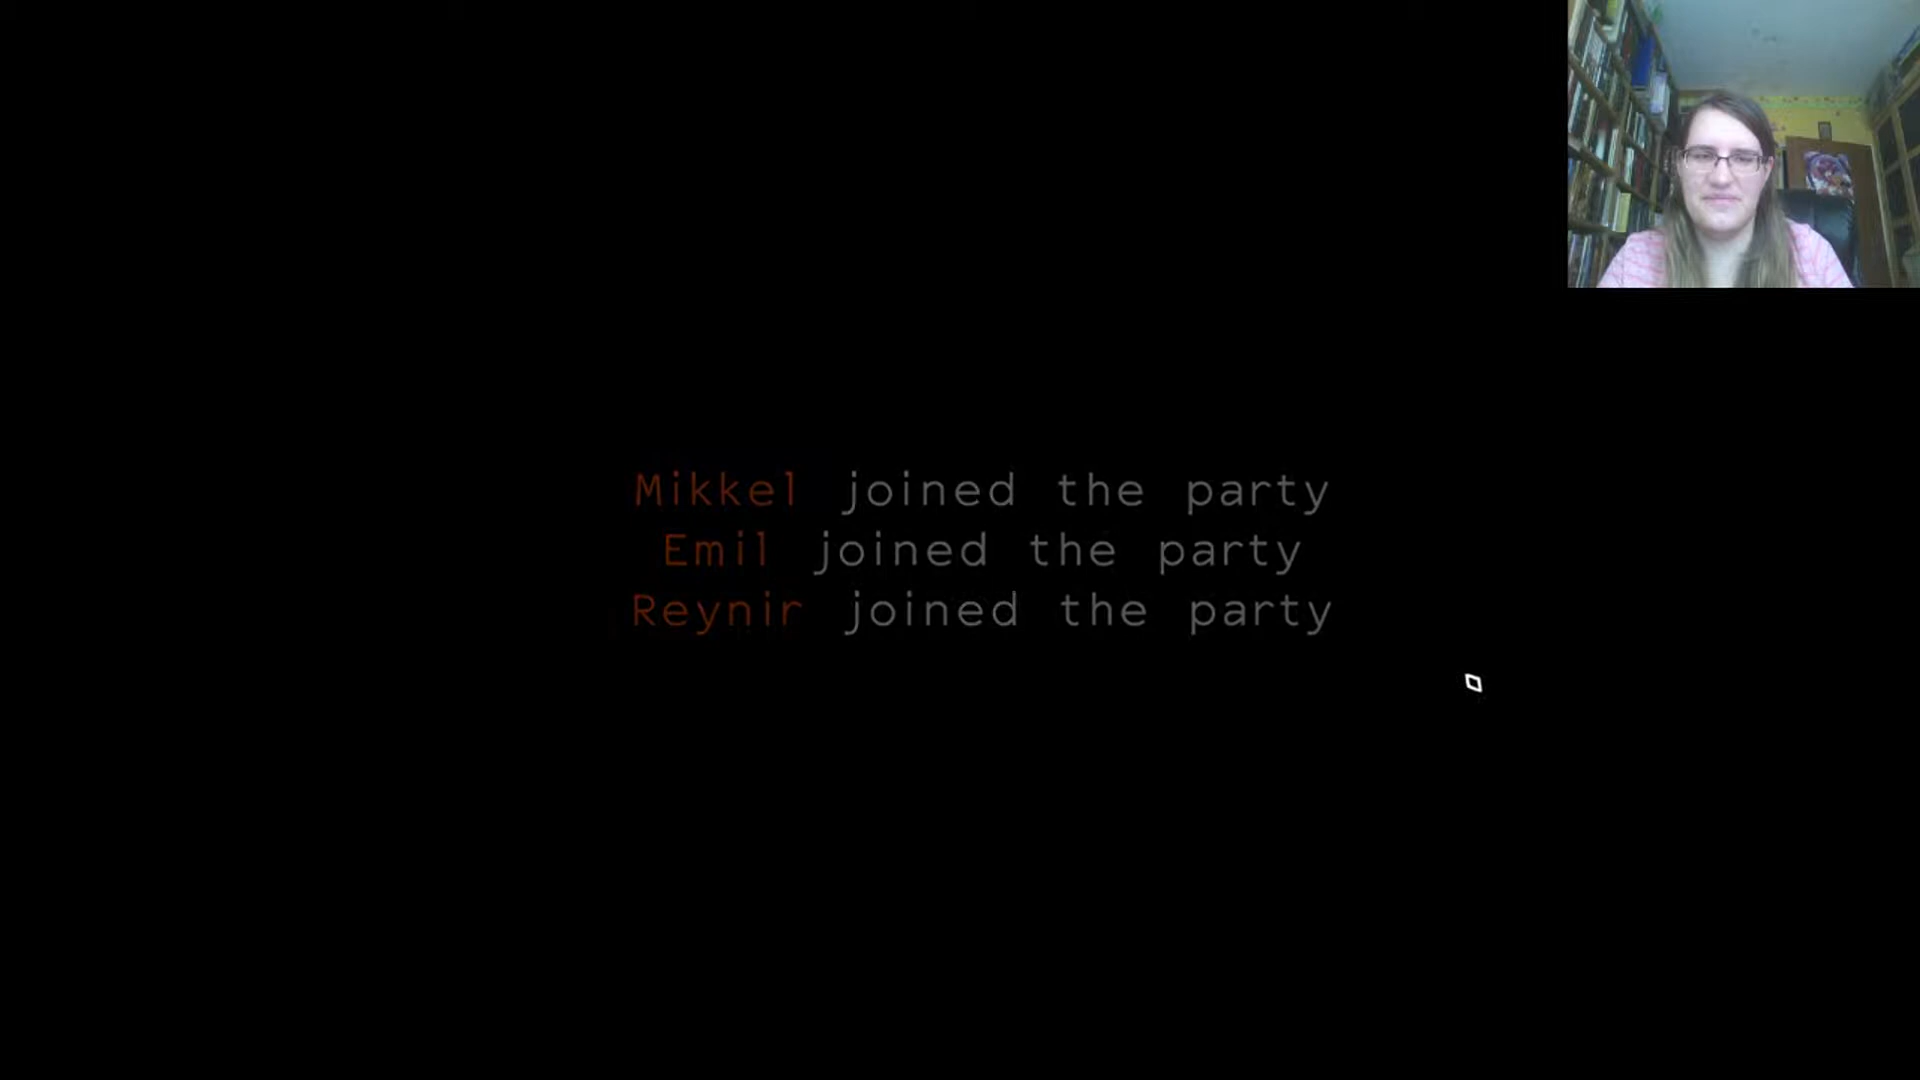 Mikkel joined the party
Emil joined the party
Reynir joined the party